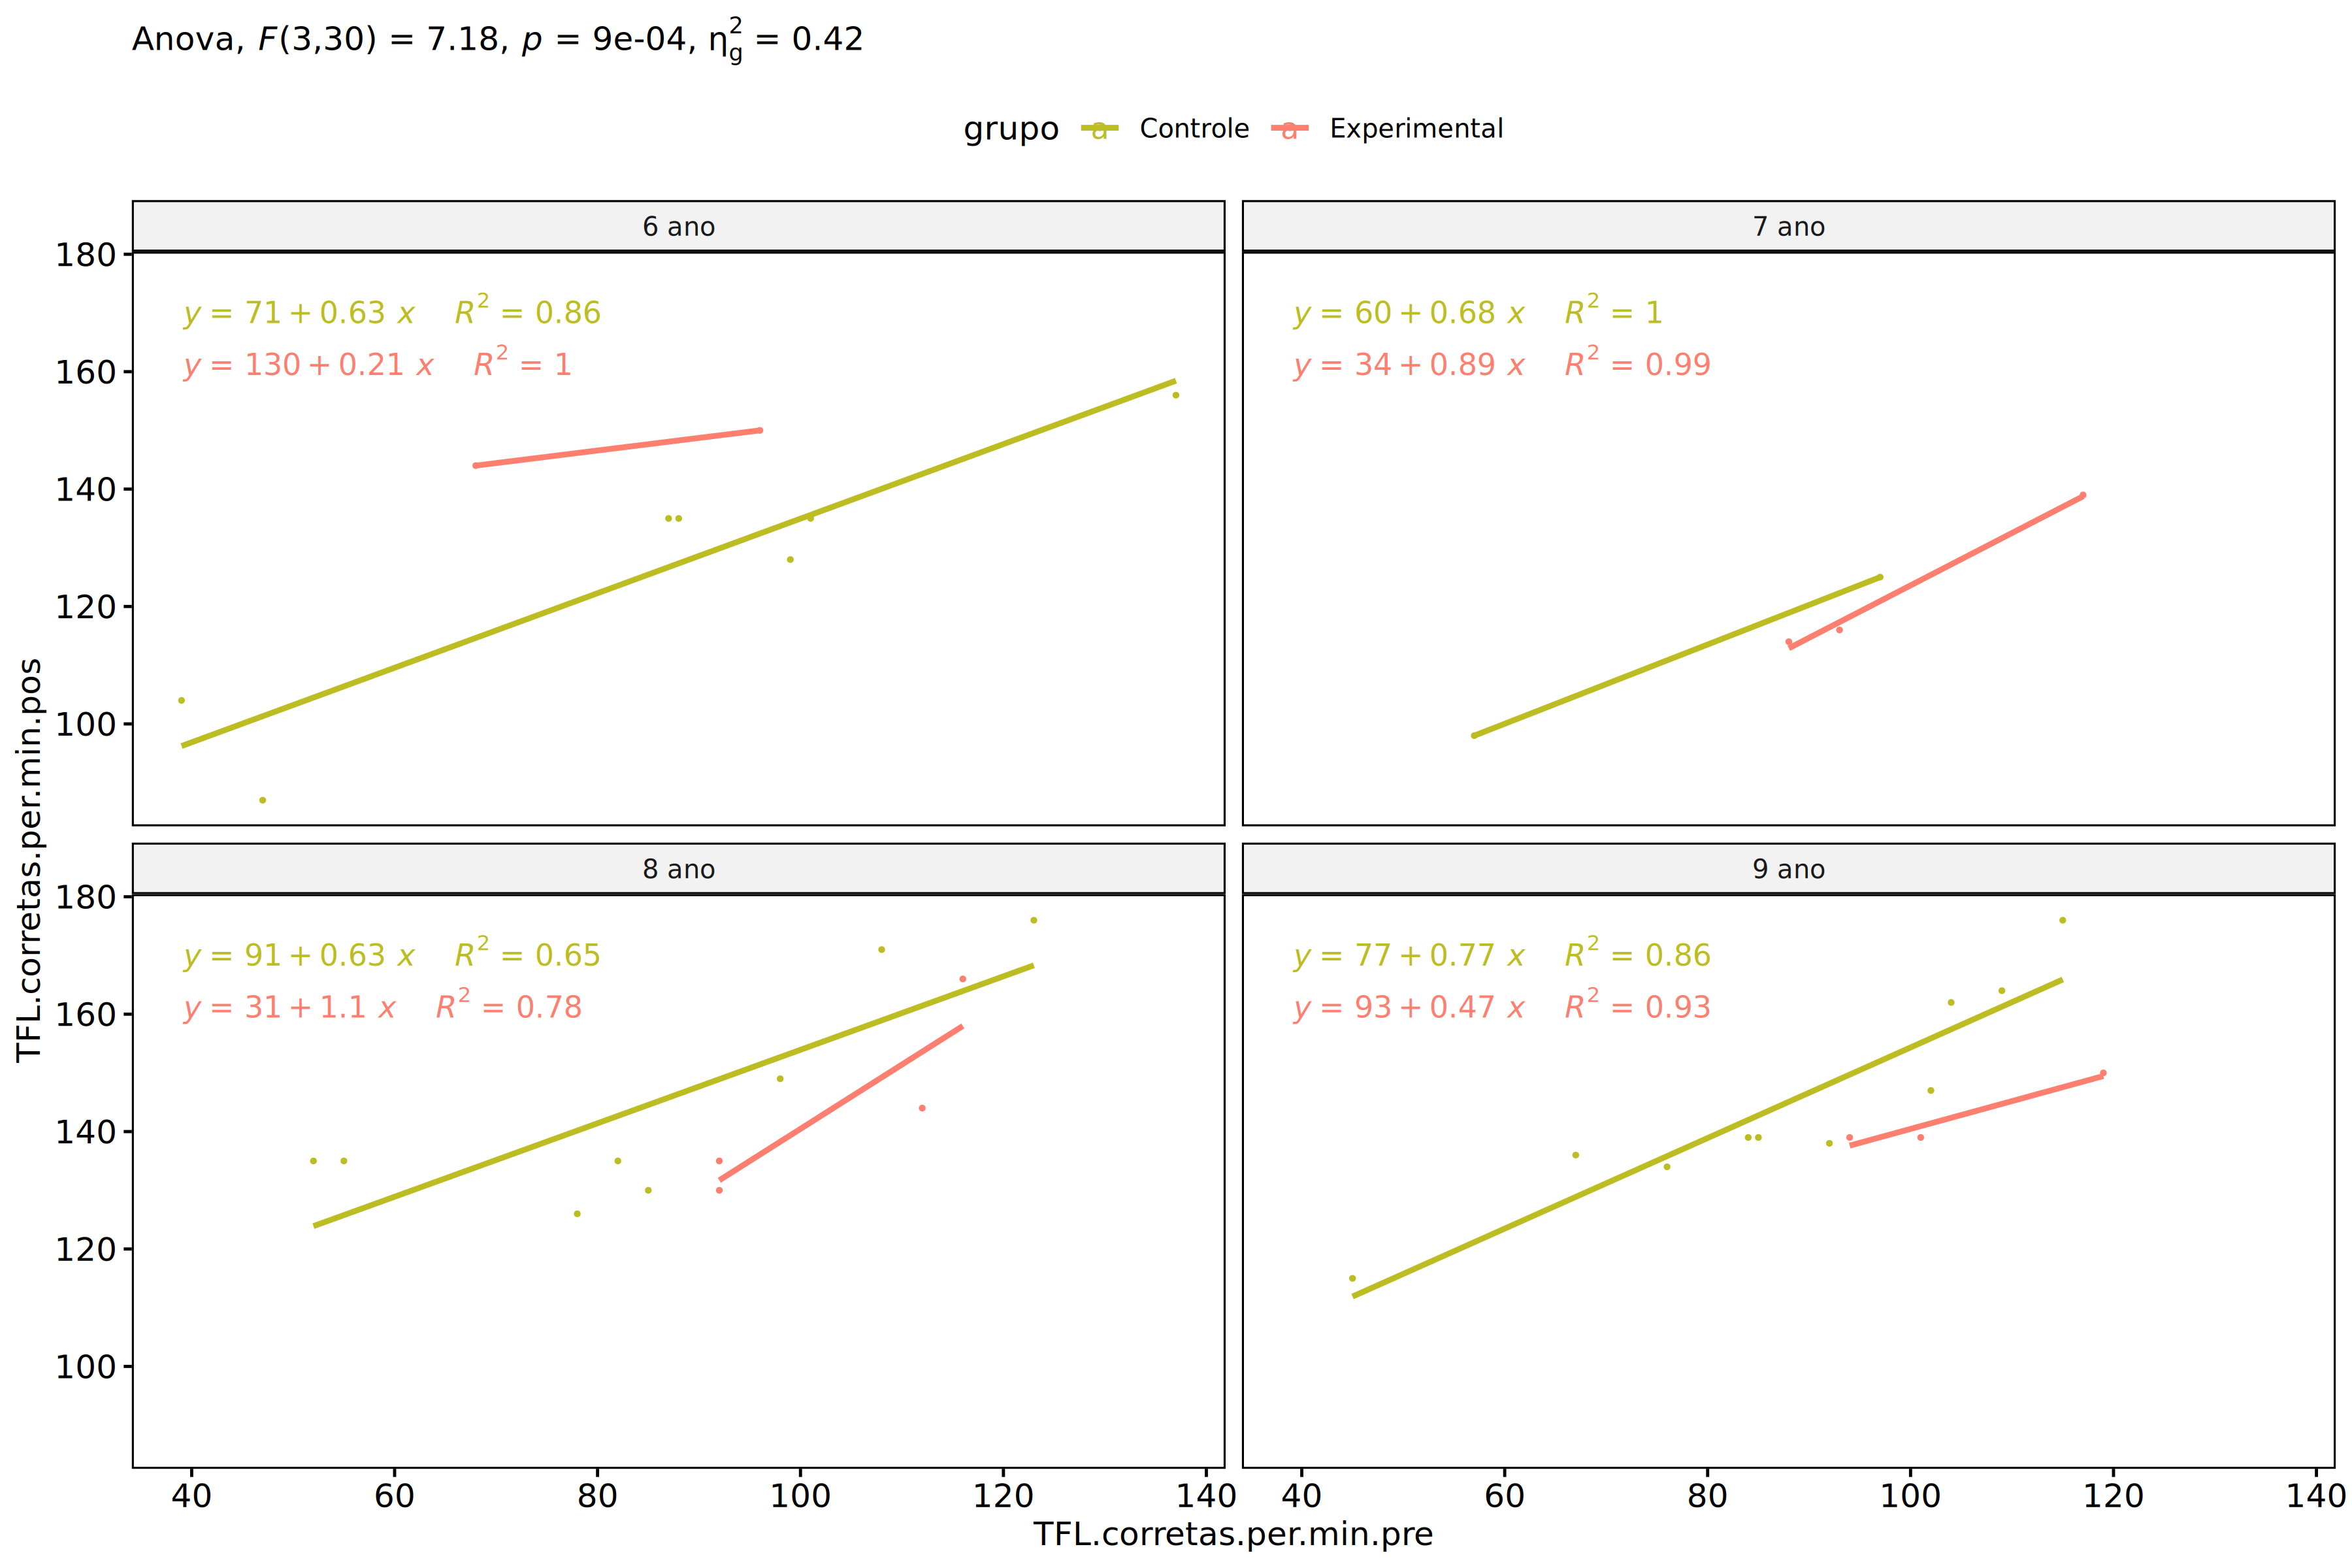 Anova, F(3,30) = 7.18, p = 9e-04, η²g = 0.42
grupo a Controle a Experimental
6 ano
7 ano
180
160
140
120
100
y = 71 + 0.63 x R² = 0.86
y = 130 + 0.21 x R² = 1
y = 60 + 0.68 x R² = 1
y = 34 + 0.89 x R² = 0.99
8 ano
9 ano
180
160
140
120
100
y = 91 + 0.63 x R² = 0.65
y = 31 + 1.1 x R² = 0.78
y = 77 + 0.77 x R² = 0.86
y = 93 + 0.47 x R² = 0.93
TFL.corretas.per.min.pos
40 60 80 100 120 140 40 60 80 100 120 140
TFL.corretas.per.min.pre